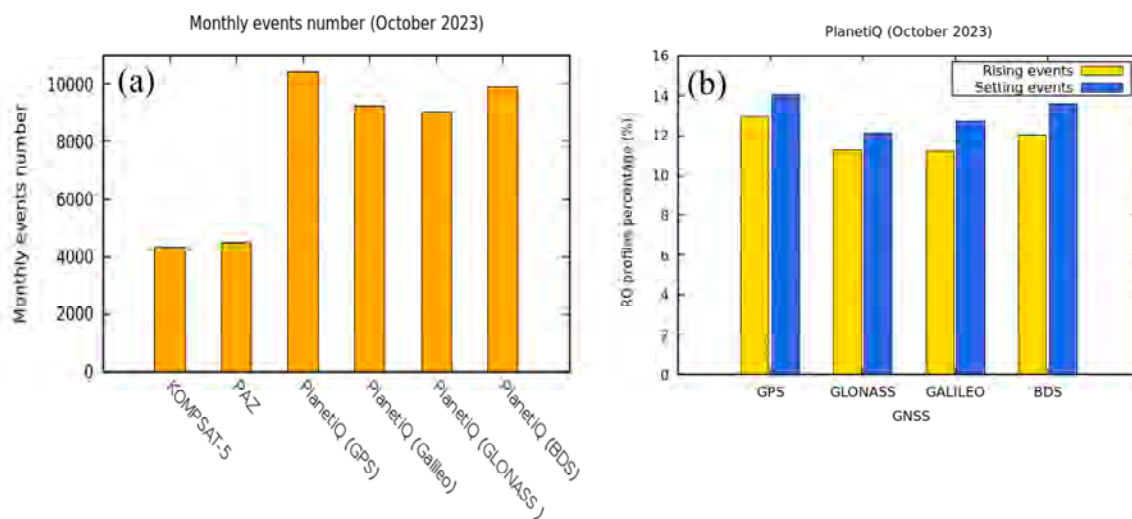 Monthly events number (October 2023)
(a)
Monthly events number
10000
8000
6000
4000
2000
0
KOMPSAT-5
PAZ
PlanetiQ (GPS)
PlanetiQ (Galileo)
PlanetiQ (GLONASS )
PlanetiQ (BDS)
PlanetiQ (October 2023)
(b)
Rising events
Setting events
RO profiles percentage (%)
16
14
12
10
8
6
4
2
0
GPS
GLONASS
GALILEO
BDS
GNSS